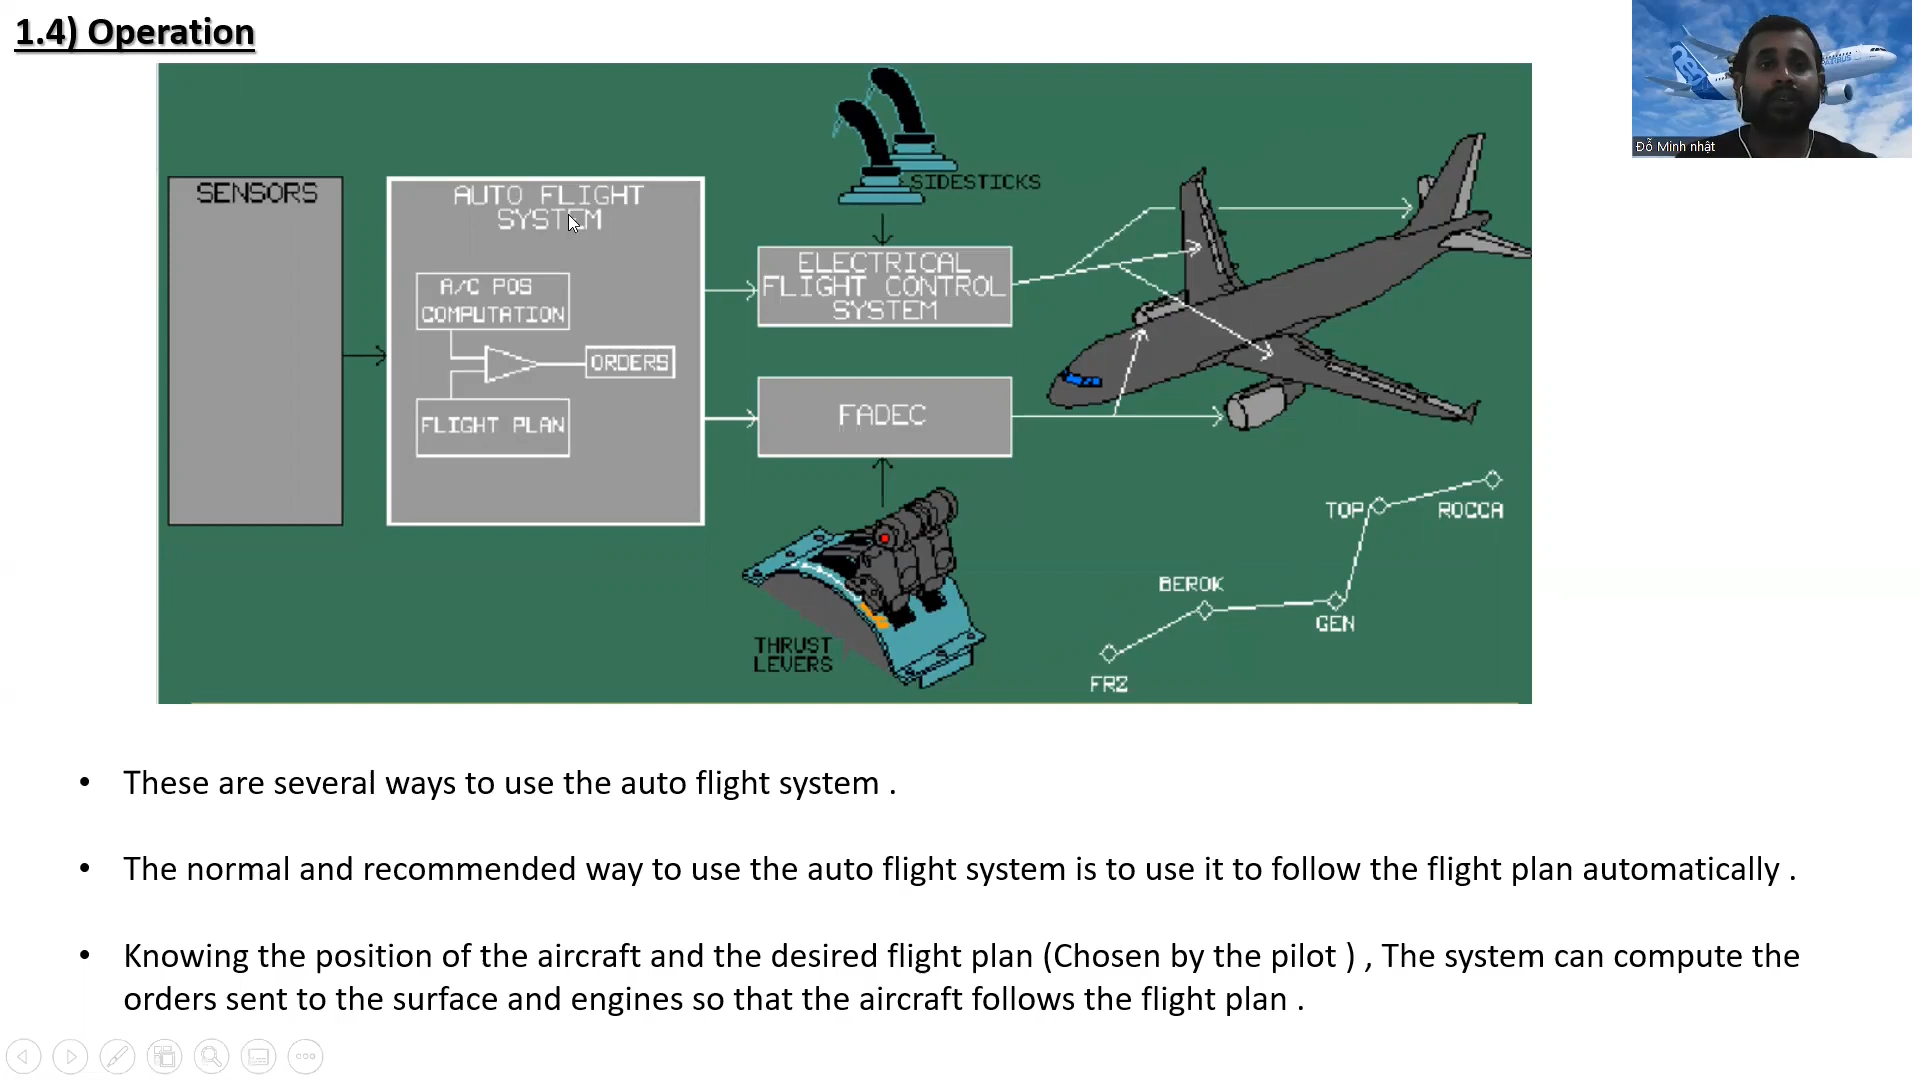 1.4) Operation
Đỗ Minh nhật
SENSORS
AUTO FLIGHT
SYSTEM
A/C POS
COMPUTATION
ORDERS
FLIGHT PLAN
SIDESTICKS
ELECTRICAL
FLIGHT CONTROL
SYSTEM
FADEC
THRUST
LEVERS
TOP
ROCCA
BEROK
GEN
FRZ
• These are several ways to use the auto flight system .
• The normal and recommended way to use the auto flight system is to use it to follow the flight plan automatically .
• Knowing the position of the aircraft and the desired flight plan (Chosen by the pilot ) , The system can compute the
orders sent to the surface and engines so that the aircraft follows the flight plan .